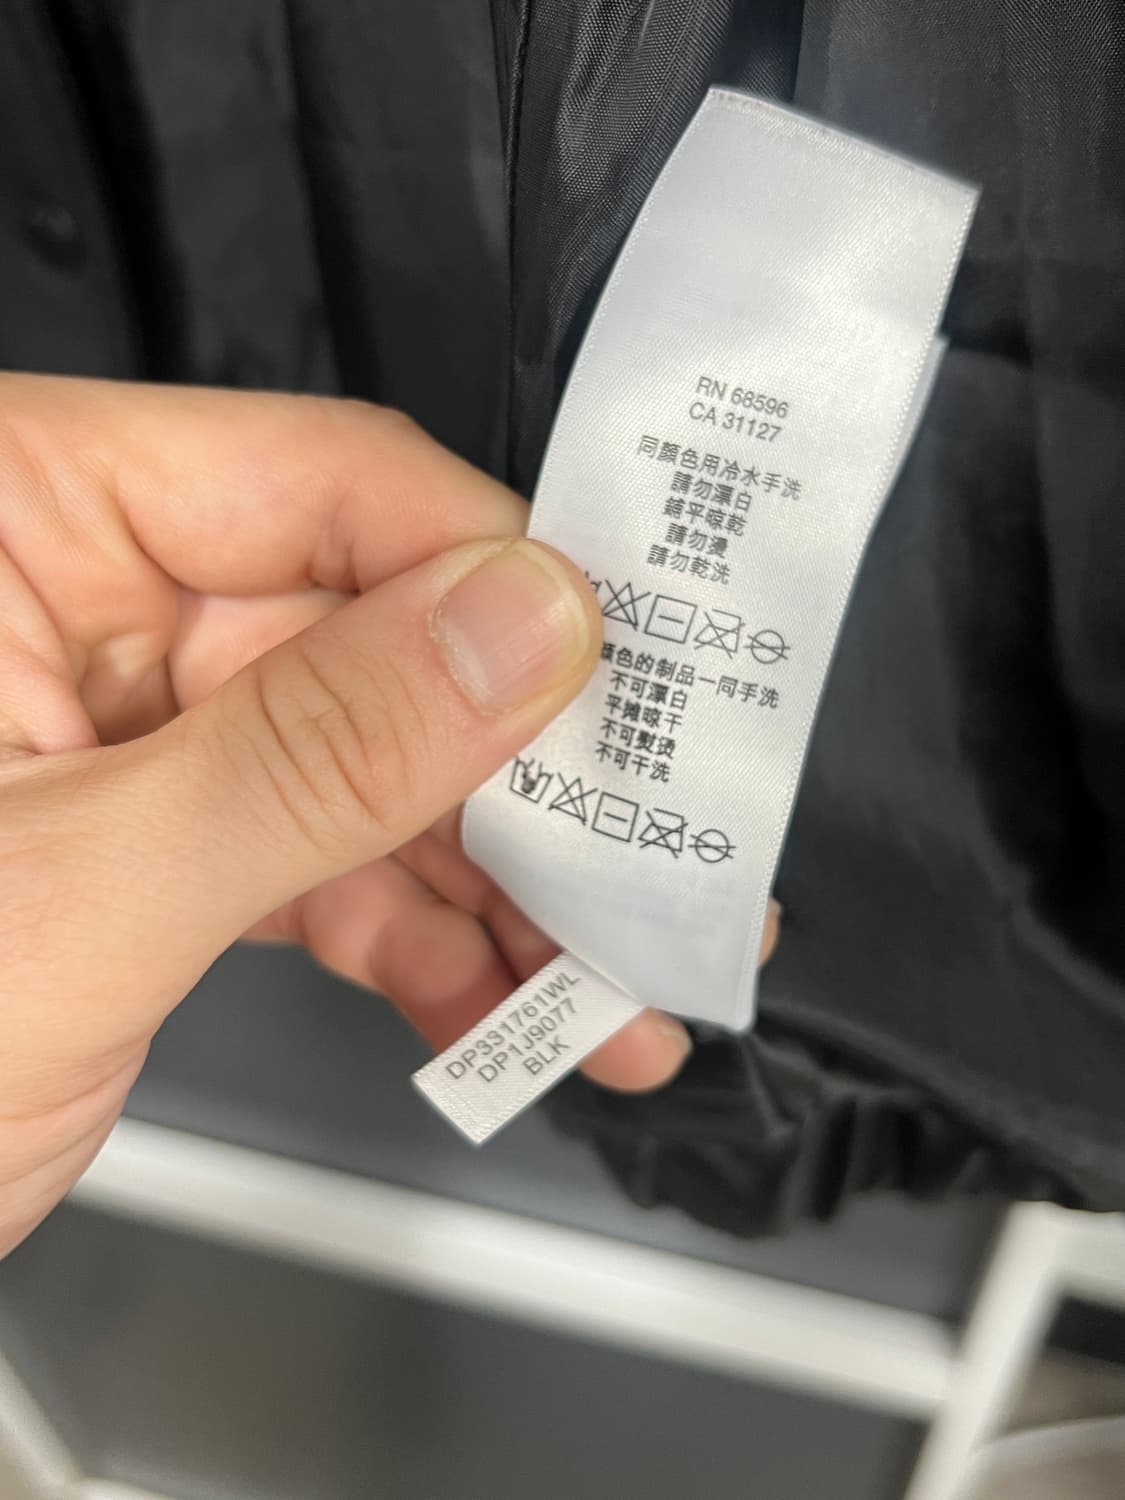 RN 68596
CA 31127
同顏色用冷水手洗
請勿漂白
鋪平晾乾
請勿燙
請勿乾洗
顏色的制品一同手洗
不可漂白
平摊晾干
不可熨烫
不可干洗
DP331761WL
DP1J9077
BLK